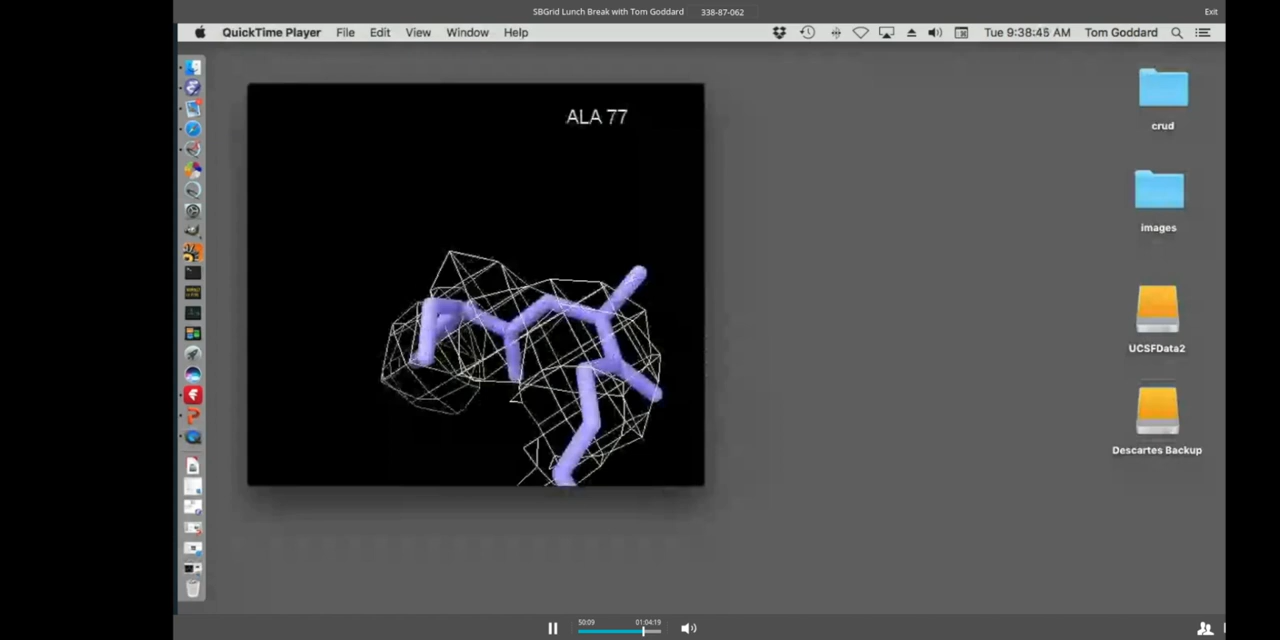 SBGrid Lunch Break with Tom Goddard 338-87-062 Exit
QuickTime Player File Edit View Window Help Tue 9:38:45 AM Tom Goddard
ALA 77
crud
images
UCSFData2
Descartes Backup
50:09 01:04:19